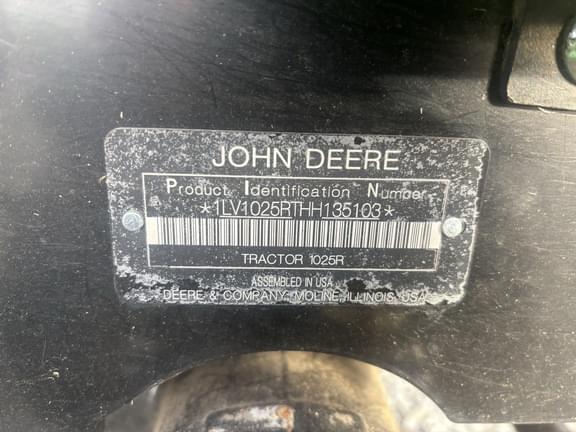 JOHN DEERE
Product Identification Number
*1LV1025RTHH135103*
TRACTOR 1025R
ASSEMBLED IN USA
DEERE & COMPANY, MOLINE, ILLINOIS, USA